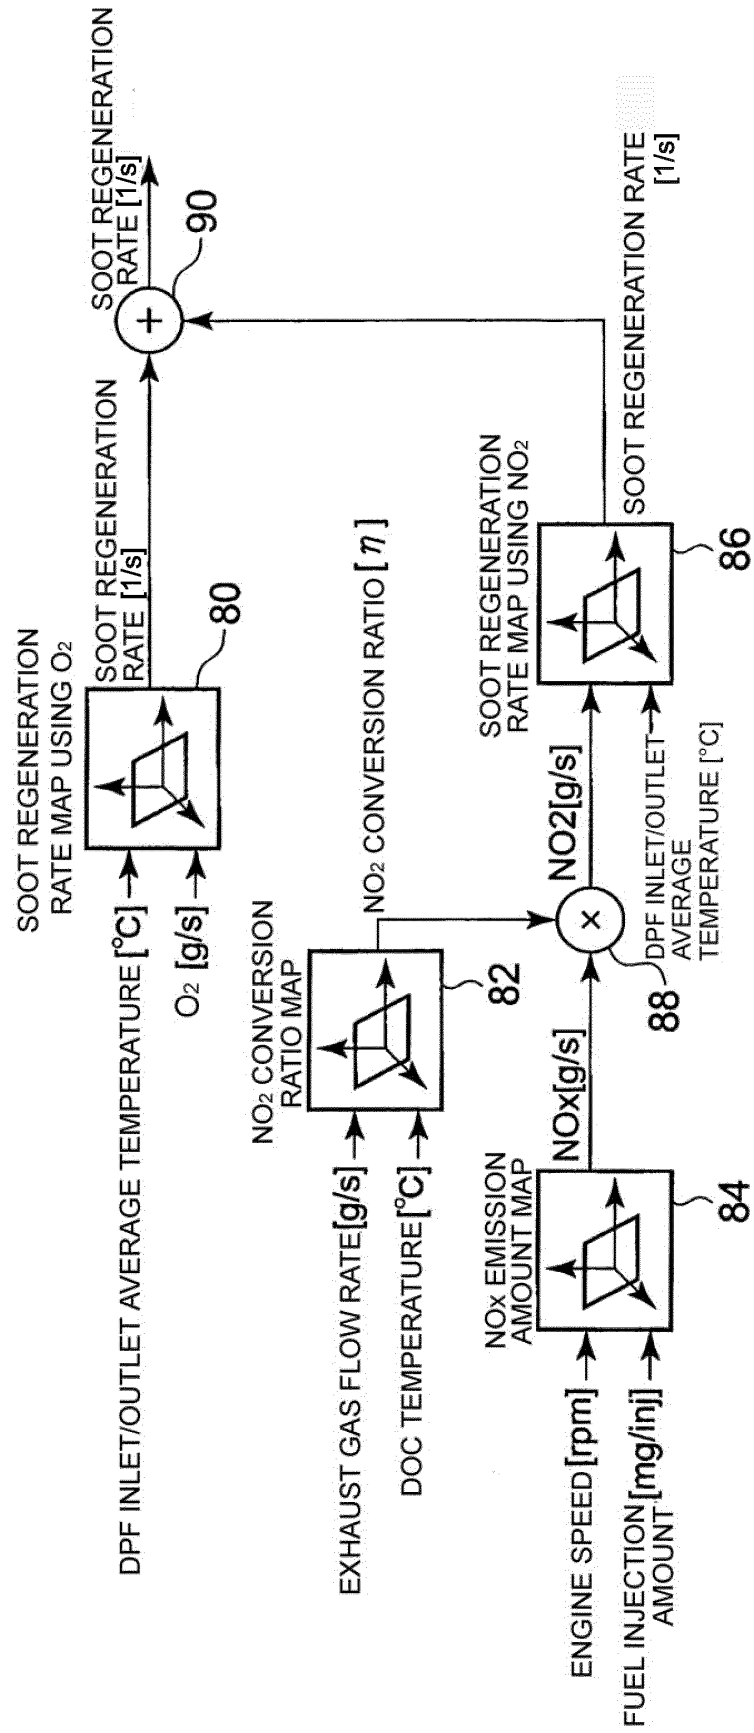 SOOT REGENERATION
RATE MAP USING O2
DPF INLET/OUTLET AVERAGE TEMPERATURE [°C]
O2 [g/s]
80
SOOT REGENERATION
RATE [1/s]
SOOT REGENERATION
RATE [1/s]
90
NO2 CONVERSION
RATIO MAP
EXHAUST GAS FLOW RATE [g/s]
DOC TEMPERATURE [°C]
82
NO2 CONVERSION RATIO [η]
NOx EMISSION
AMOUNT MAP
ENGINE SPEED [rpm]
FUEL INJECTION [mg/inj]
AMOUNT
84
NOx[g/s]
×
88
NO2[g/s]
DPF INLET/OUTLET
AVERAGE
TEMPERATURE [°C]
SOOT REGENERATION
RATE MAP USING NO2
86
SOOT REGENERATION RATE
[1/s]
+